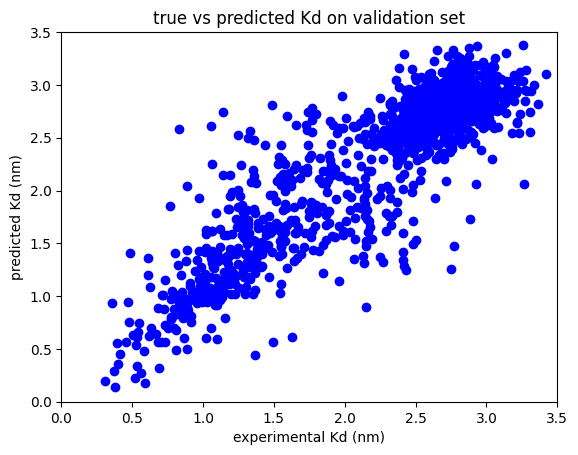 true vs predicted Kd on validation set
3.5
3.0
2.5
2.0
1.5
1.0
0.5
0.0
predicted Kd (nm)
0.0 0.5 1.0 1.5 2.0 2.5 3.0 3.5
experimental Kd (nm)